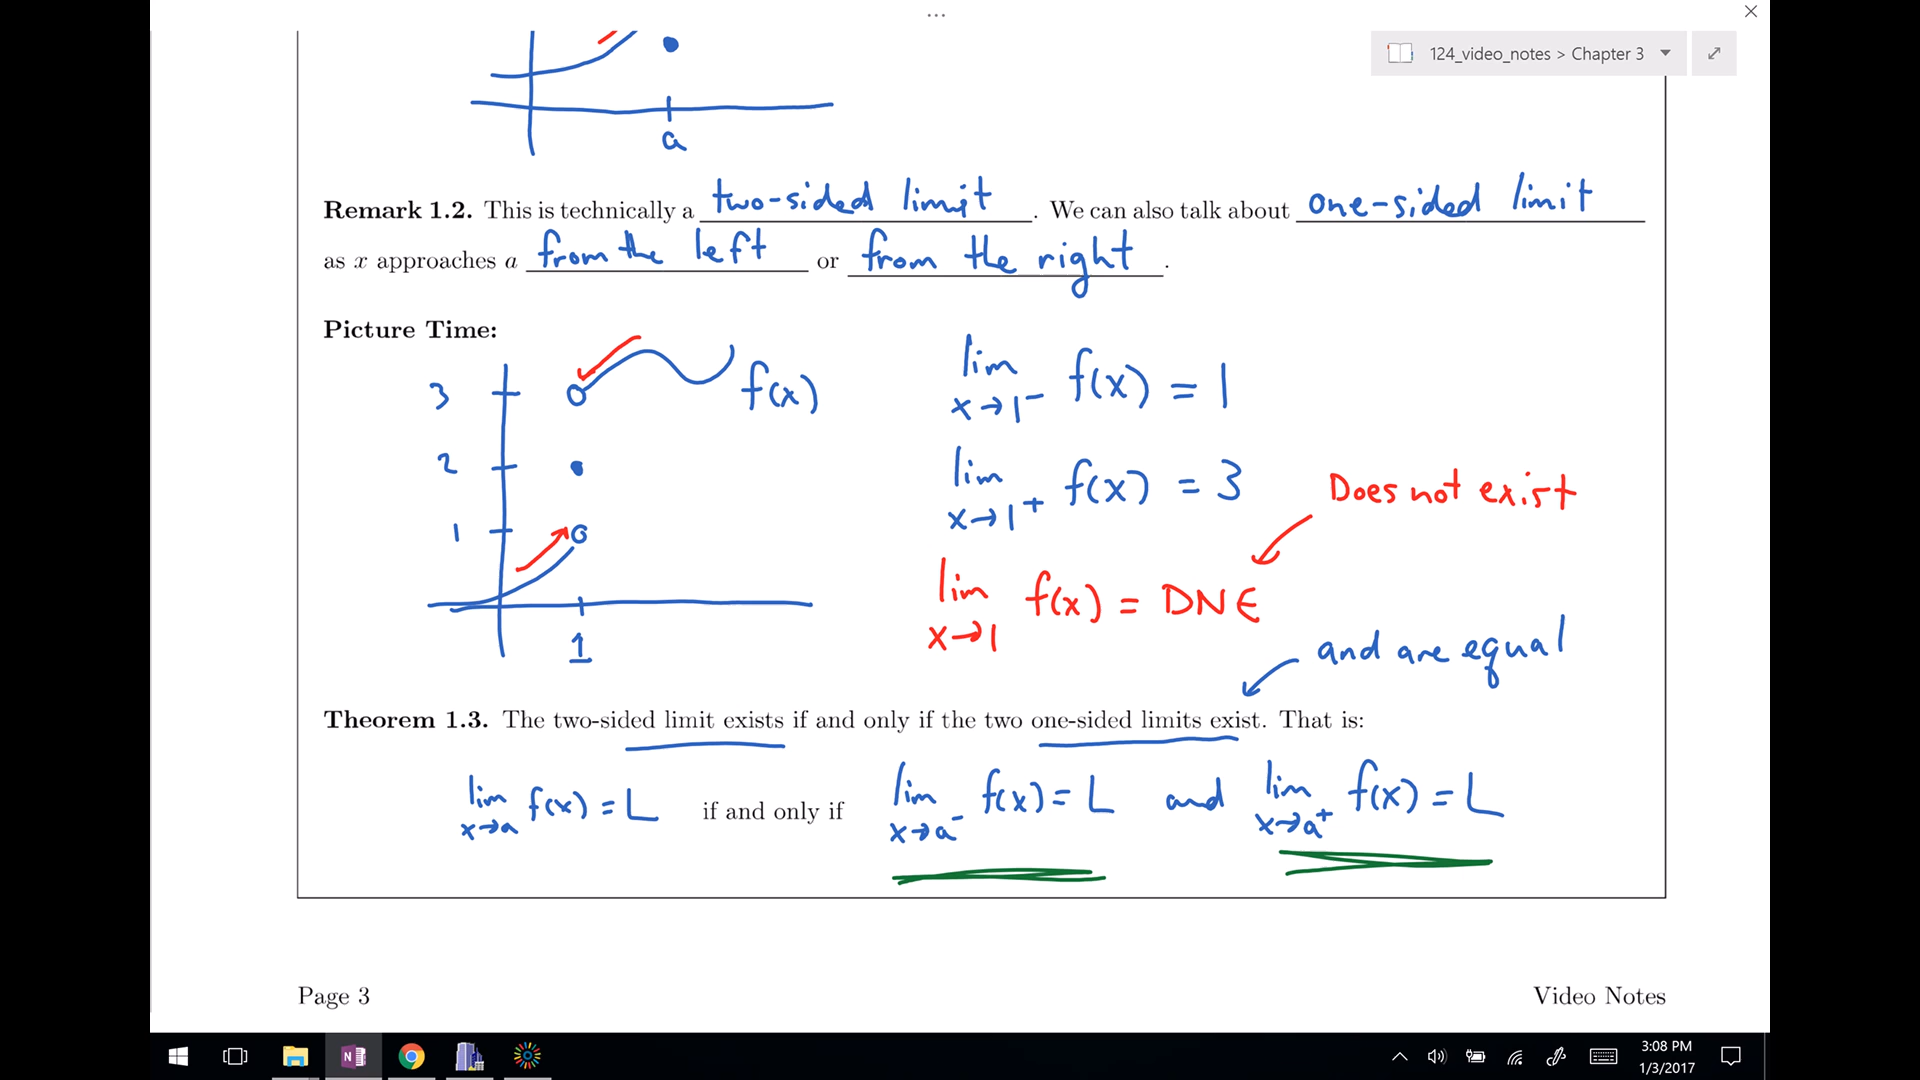 124_video_notes > Chapter 3
a
Remark 1.2. This is technically a two-sided limit. We can also talk about one-sided limit
as x approaches a from the left or from the right.
Picture Time:
3
2
1
1
f(x)
lim x→1⁻ f(x) = 1
lim x→1⁺ f(x) = 3
Does not exist
lim x→1 f(x) = DNE
and are equal
Theorem 1.3. The two-sided limit exists if and only if the two one-sided limits exist. That is:
lim x→a f(x) = L if and only if lim x→a⁻ f(x) = L and lim x→a⁺ f(x) = L
Page 3 Video Notes
3:08 PM
1/3/2017